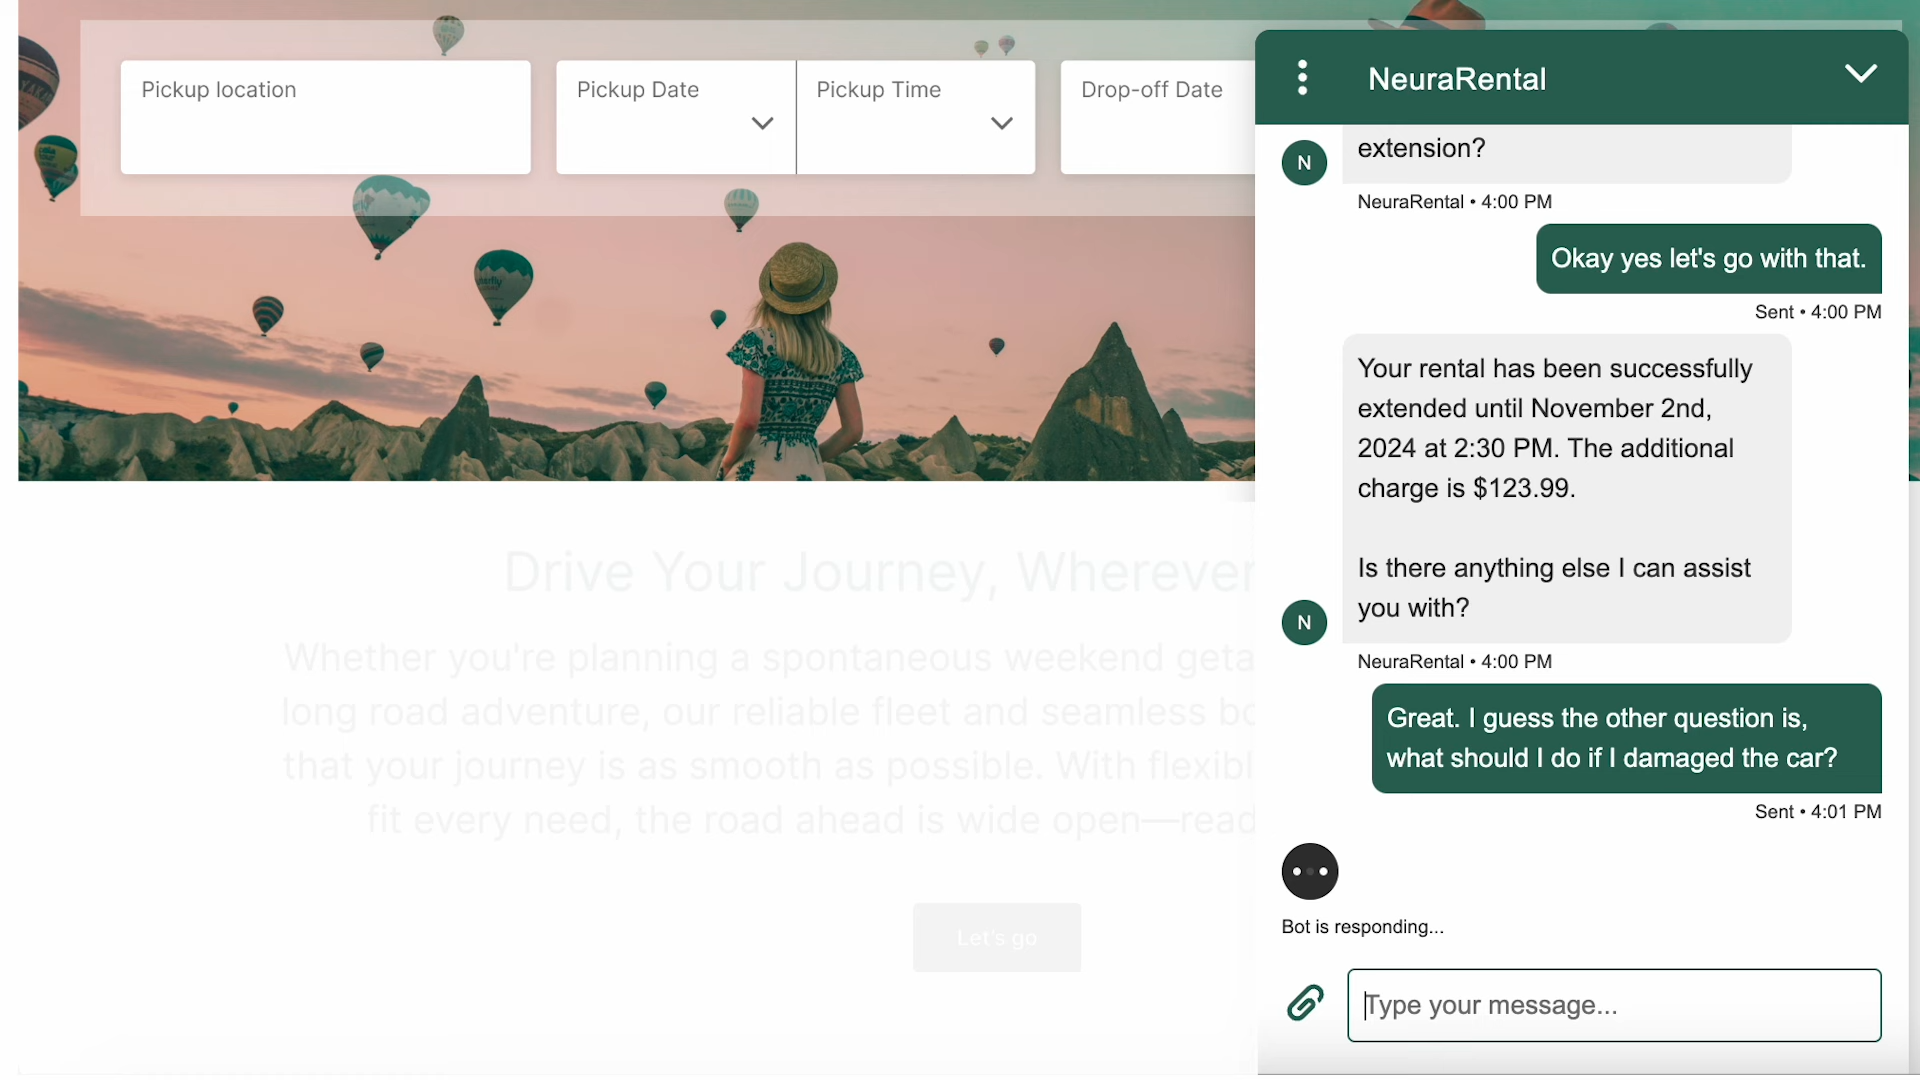 Pickup location
Pickup Date
Pickup Time
Drop-off Date
Drive Your Journey, Wherever
Whether you're planning a spontaneous weekend geta
long road adventure, our reliable fleet and seamless bo
that your journey is as smooth as possible. With flexibl
fit every need, the road ahead is wide open—read
Let's go
NeuraRental
extension?
N
NeuraRental • 4:00 PM
Okay yes let's go with that.
Sent • 4:00 PM
Your rental has been successfully
extended until November 2nd,
2024 at 2:30 PM. The additional
charge is $123.99.
Is there anything else I can assist
you with?
N
NeuraRental • 4:00 PM
Great. I guess the other question is,
what should I do if I damaged the car?
Sent • 4:01 PM
Bot is responding...
Type your message...